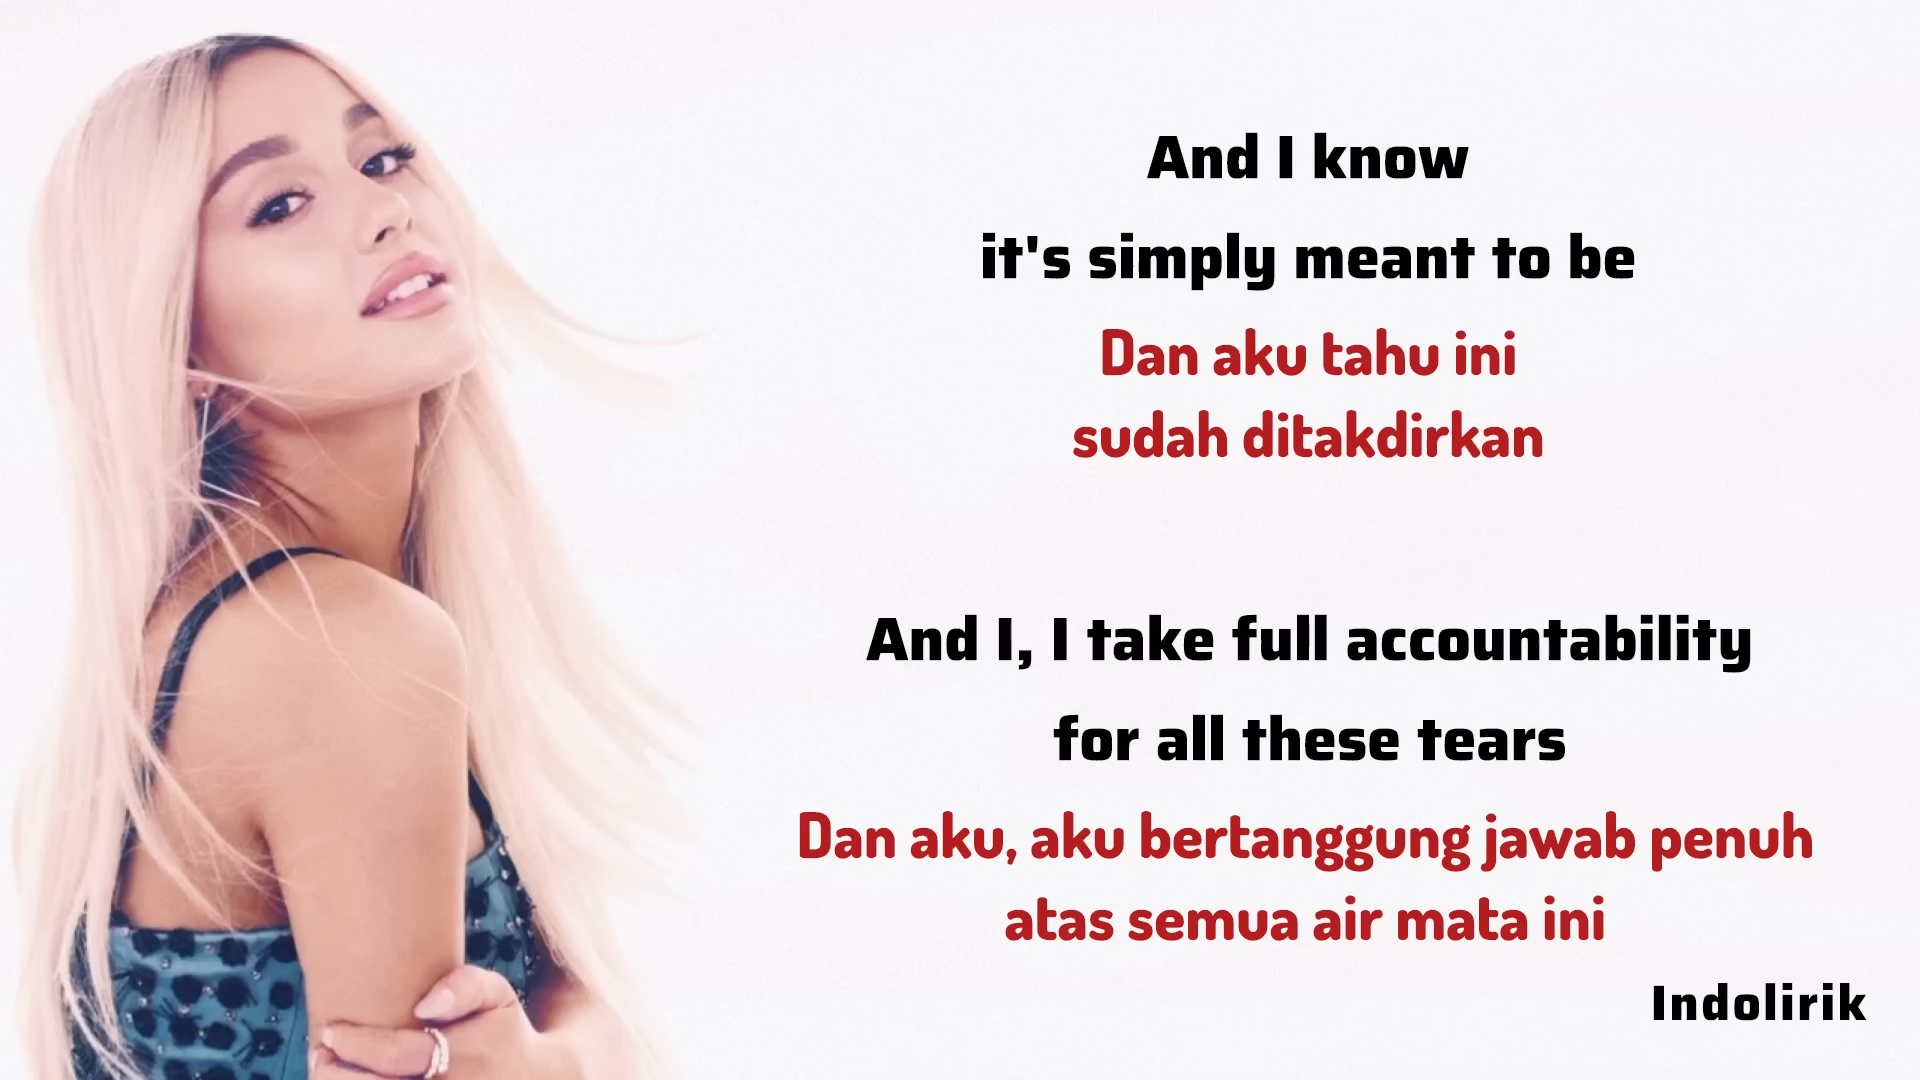 And I know
it's simply meant to be
Dan aku tahu ini
sudah ditakdirkan
And I, I take full accountability
for all these tears
Dan aku, aku bertanggung jawab penuh
atas semua air mata ini
Indolirik